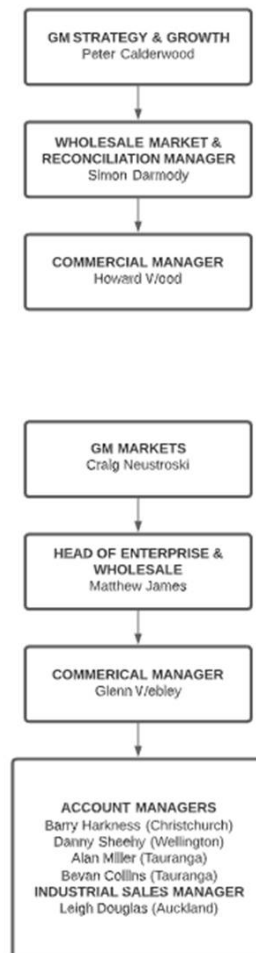 GM STRATEGY & GROWTH
Peter Calderwood
WHOLESALE MARKET &
RECONCILIATION MANAGER
Simon Darmody
COMMERCIAL MANAGER
Howard Wood
GM MARKETS
Craig Neustroski
HEAD OF ENTERPRISE &
WHOLESALE
Matthew James
COMMERICAL MANAGER
Glenn Webley
ACCOUNT MANAGERS
Barry Harkness (Christchurch)
Danny Sheehy (Wellington)
Alan Miller (Tauranga)
Bevan Collins (Tauranga)
INDUSTRIAL SALES MANAGER
Leigh Douglas (Auckland)